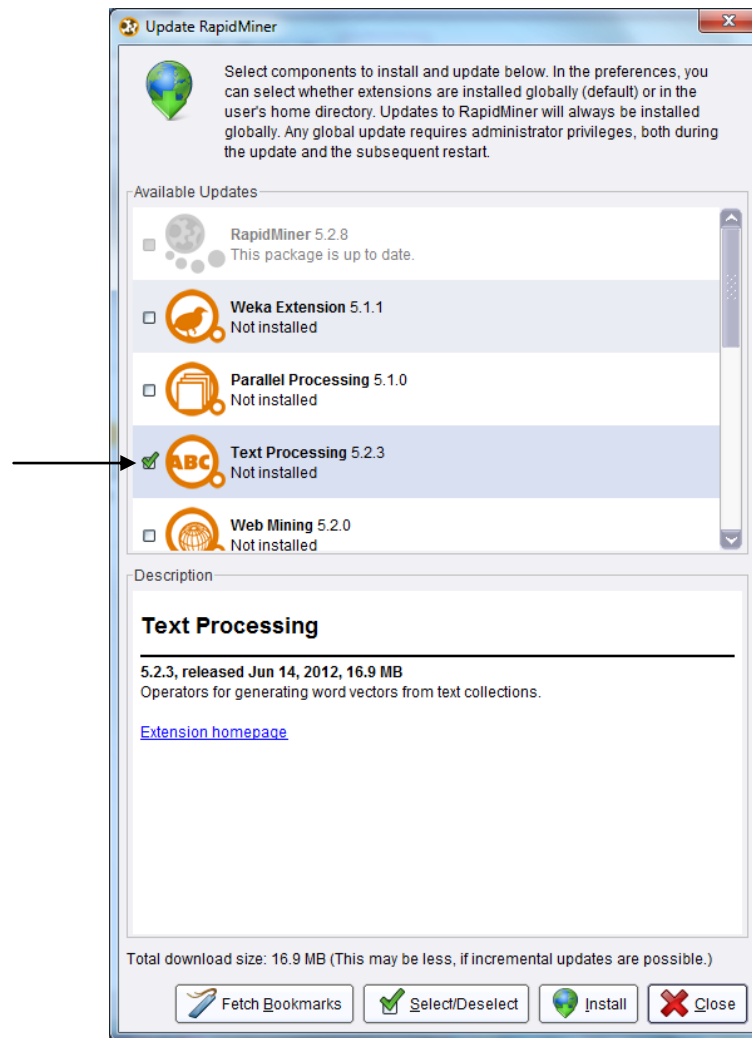 Update RapidMiner
Select components to install and update below. In the preferences, you
can select whether extensions are installed globally (default) or in the
user's home directory. Updates to RapidMiner will always be installed
globally. Any global update requires administrator privileges, both during
the update and the subsequent restart.
Available Updates
RapidMiner 5.2.8
This package is up to date.
Weka Extension 5.1.1
Not installed
Parallel Processing 5.1.0
Not installed
ABC
Text Processing 5.2.3
Not installed
Web Mining 5.2.0
Not installed
Description
Text Processing
5.2.3, released Jun 14, 2012, 16.9 MB
Operators for generating word vectors from text collections.
Extension homepage
Total download size: 16.9 MB (This may be less, if incremental updates are possible.)
Fetch Bookmarks Select/Deselect Install Close